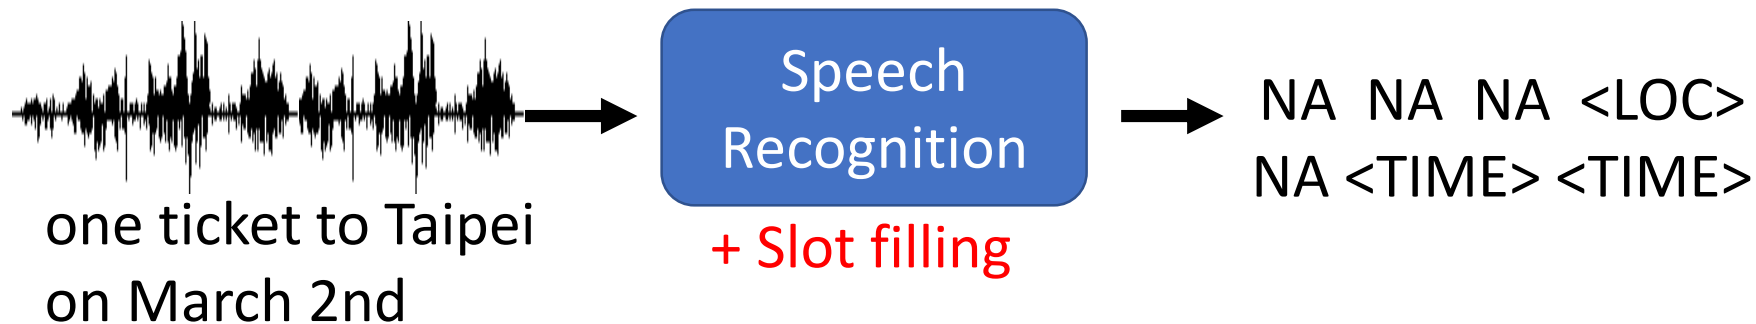 one ticket to Taipei
on March 2nd
Speech
Recognition
+ Slot filling
NA NA NA <LOC>
NA <TIME> <TIME>